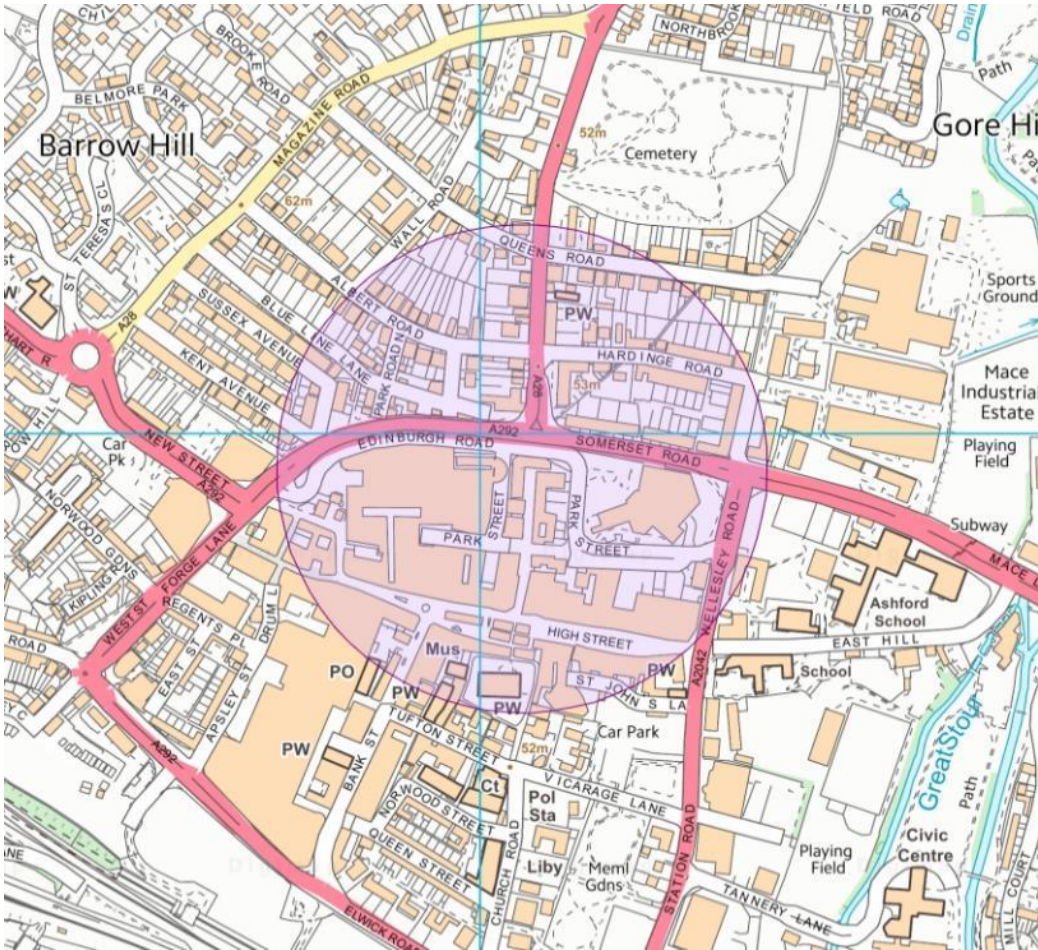 NORTHBROOK
FIELD ROAD
Drain
BROOKE ROAD
BELMORE PARK
MAGAZINE ROAD
Path
Barrow Hill
52m
Cemetery
Gore Hi
62m
WALL ROAD
ST TERESAS CL
QUEENS ROAD
Sports
Ground
A28
SUSSEX AVENUE
BLUE LINE LANE
ALBERT ROAD
PW
HART R
KENT AVENUE
PARK ROAD N
HARDINGE ROAD
53m
A28
Mace
Industrial
Estate
Car
Pk
NEW STREET
A292
EDINBURGH ROAD
A292
SOMERSET ROAD
Playing
Field
NORWOOD GDNS
PARK STREET
PARK STREET
WELLESLEY ROAD
Subway
MACE L
KIPLING
WEST ST
FORGE LANE
REGENTS PL
DRUM L
Ashford
School
EAST HILL
ROAD
EAST ST
APSLEY ST
HIGH STREET
Mus
PO
PW
PW
PW
ST JOHN'S LA
A2042
School
TUFTON STREET
52m
Car Park
A292
PW
BANK ST
NORWOOD STREET
Ct
VICARAGE LANE
Pol
Sta
GreatStour
Path
QUEEN STREET
Liby
Meml
Gdns
CHURCH ROAD
STATION ROAD
Playing
Field
Civic
Centre
TANNERY LANE
MILL COURT
ELWICK ROAD